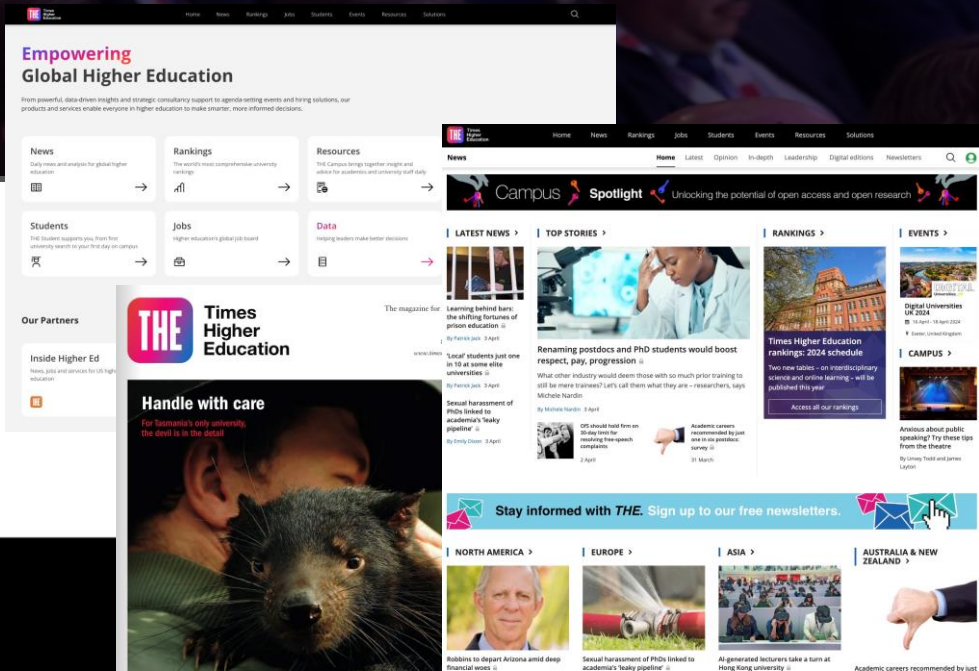 THE
Times
Higher
Education
Home News Rankings Jobs Students Events Resources Solutions
Empowering
Global Higher Education
From powerful, data-driven insights and strategic consultancy support to agenda-setting events and hiring solutions, our
products and services enable everyone in higher education to make smarter, more informed decisions.
News
Daily news and analysis for global higher
education
Rankings
The world's most comprehensive university
rankings
Resources
THE Campus brings together insight and
advice for academics and university staff daily
Students
THE Student supports you, from first
university search to your first day on campus
Jobs
Higher education's global job board
Data
Helping leaders make better decisions
Our Partners
Inside Higher Ed
News, jobs and services for US high
education
THE
Times
Higher
Education
The magazine for
Handle with care
For Tasmania's only university,
the devil is in the detail
THE
Times
Higher
Education
Home News Rankings Jobs Students Events Resources Solutions
News
Home Latest Opinion In-depth Leadership Digital editions Newsletters
Campus Spotlight Unlocking the potential of open access and open research
LATEST NEWS >
Learning behind bars:
the shifting fortunes of
prison education
By Patrick Jack 3 April
'Local' students just one
in 10 at some elite
universities
By Patrick Jack 3 April
Sexual harassment of
PhDs linked to
academia's 'leaky
pipeline'
By Emily Dixon 3 April
TOP STORIES >
Renaming postdocs and PhD students would boost
respect, pay, progression
What other industry would deem those with so much prior training to
still be mere trainees? Let's call them what they are – researchers, says
Michele Nardin
By Michele Nardin 3 April
OfS should hold firm on
30-day limit for
resolving free-speech
complaints
2 April
Academic careers
recommended by just
one in six postdocs:
survey
31 March
RANKINGS >
Times Higher Education
rankings: 2024 schedule
Two new tables – on interdisciplinary
science and online learning – will be
published this year
Access all our rankings
EVENTS >
DIGITAL
Universities
Digital Universities
UK 2024
16 April - 18 April 2024
Exeter, United Kingdom
CAMPUS >
Anxious about public
speaking? Try these tips
from the theatre
By Linsey Todd and James
Layton
Stay informed with THE. Sign up to our free newsletters.
NORTH AMERICA >
Robbins to depart Arizona amid deep
financial woes
EUROPE >
Sexual harassment of PhDs linked to
academia's 'leaky pipeline'
ASIA >
AI-generated lecturers take a turn at
Hong Kong university
AUSTRALIA & NEW
ZEALAND >
Academic careers recommended by just